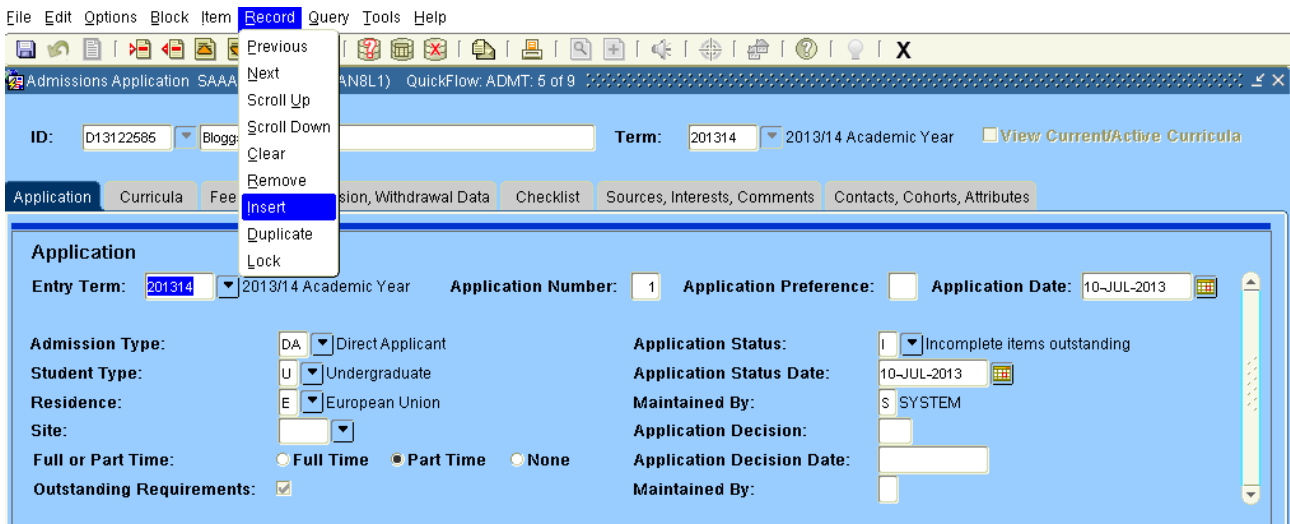 File Edit Options Block Item Record Query Tools Help
X
Previous
Next
Scroll Up
Scroll Down
Clear
Remove
Insert
Duplicate
Lock
Admissions Application SAAA AN8L1) QuickFlow: ADMT: 5 of 9
ID: D13122585 Blogg Term: 201314 2013/14 Academic Year View Current/Active Curricula
Application Curricula Fee sion, Withdrawal Data Checklist Sources, Interests, Comments Contacts, Cohorts, Attributes
Application
Entry Term: 201314 2013/14 Academic Year Application Number: 1 Application Preference: Application Date: 10-JUL-2013
Admission Type: DA Direct Applicant Application Status: I Incomplete items outstanding
Student Type: U Undergraduate Application Status Date: 10-JUL-2013
Residence: E European Union Maintained By: S SYSTEM
Site: Application Decision:
Full or Part Time: Full Time Part Time None Application Decision Date:
Outstanding Requirements: Maintained By: